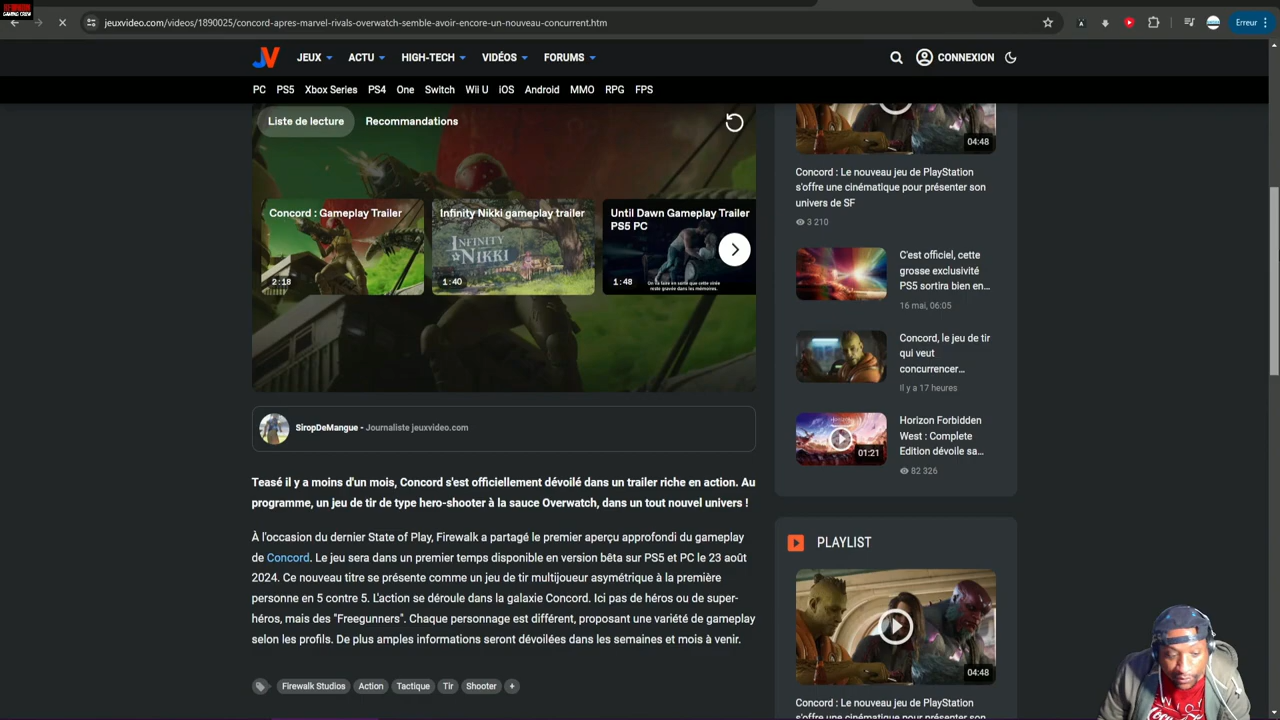 REDPHON
GAMING CREW
jeuxvideo.com/videos/1890025/concord-apres-marvel-rivals-overwatch-semble-avoir-encore-un-nouveau-concurrent.htm
Erreur
JV JEUX ACTU HIGH-TECH VIDÉOS FORUMS CONNEXION
PC PS5 Xbox Series PS4 One Switch Wii U iOS Android MMO RPG FPS
Liste de lecture Recommandations
Concord : Gameplay Trailer
2:18
Infinity Nikki gameplay trailer
INFINITY
NIKKI
1:40
Until Dawn Gameplay Trailer
PS5 PC
1:48
SiropDeMangue - Journaliste jeuxvideo.com
Teasé il y a moins d'un mois, Concord s'est officiellement dévoilé dans un trailer riche en action. Au
programme, un jeu de tir de type hero-shooter à la sauce Overwatch, dans un tout nouvel univers !
À l'occasion du dernier State of Play, Firewalk a partagé le premier aperçu approfondi du gameplay
de Concord. Le jeu sera dans un premier temps disponible en version bêta sur PS5 et PC le 23 août
2024. Ce nouveau titre se présente comme un jeu de tir multijoueur asymétrique à la première
personne en 5 contre 5. L'action se déroule dans la galaxie Concord. Ici pas de héros ou de super-
héros, mais des "Freegunners". Chaque personnage est différent, proposant une variété de gameplay
selon les profils. De plus amples informations seront dévoilées dans les semaines et mois à venir.
Firewalk Studios Action Tactique Tir Shooter +
04:48
Concord : Le nouveau jeu de PlayStation
s'offre une cinématique pour présenter son
univers de SF
3 210
C'est officiel, cette
grosse exclusivité
PS5 sortira bien en...
16 mai, 06:05
Concord, le jeu de tir
qui veut
concurrencer...
Il y a 17 heures
01:21
Horizon Forbidden
West : Complete
Edition dévoile sa...
82 326
PLAYLIST
04:48
Concord : Le nouveau jeu de PlayStation
s'offre une cinématique pour présenter son